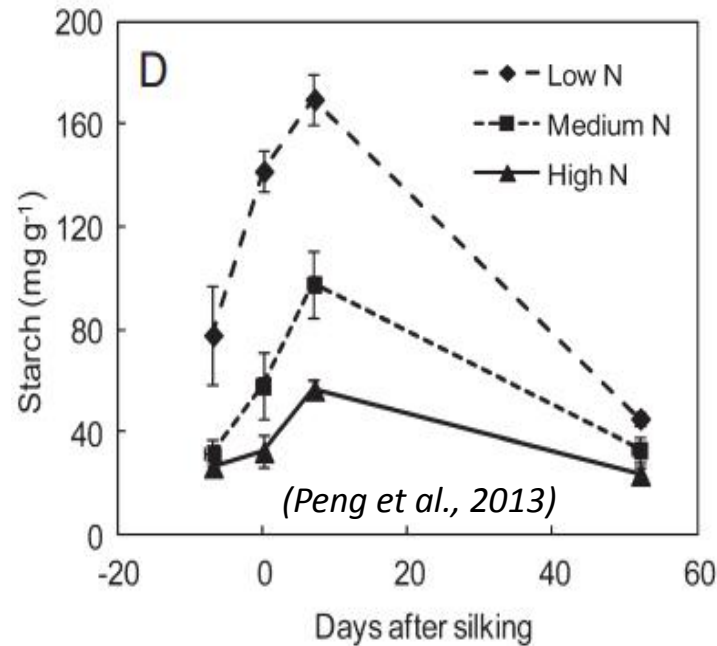 200
160
120
80
40
0
Starch (mg g⁻¹)
D
Low N
Medium N
High N
(Peng et al., 2013)
-20 0 20 40 60
Days after silking